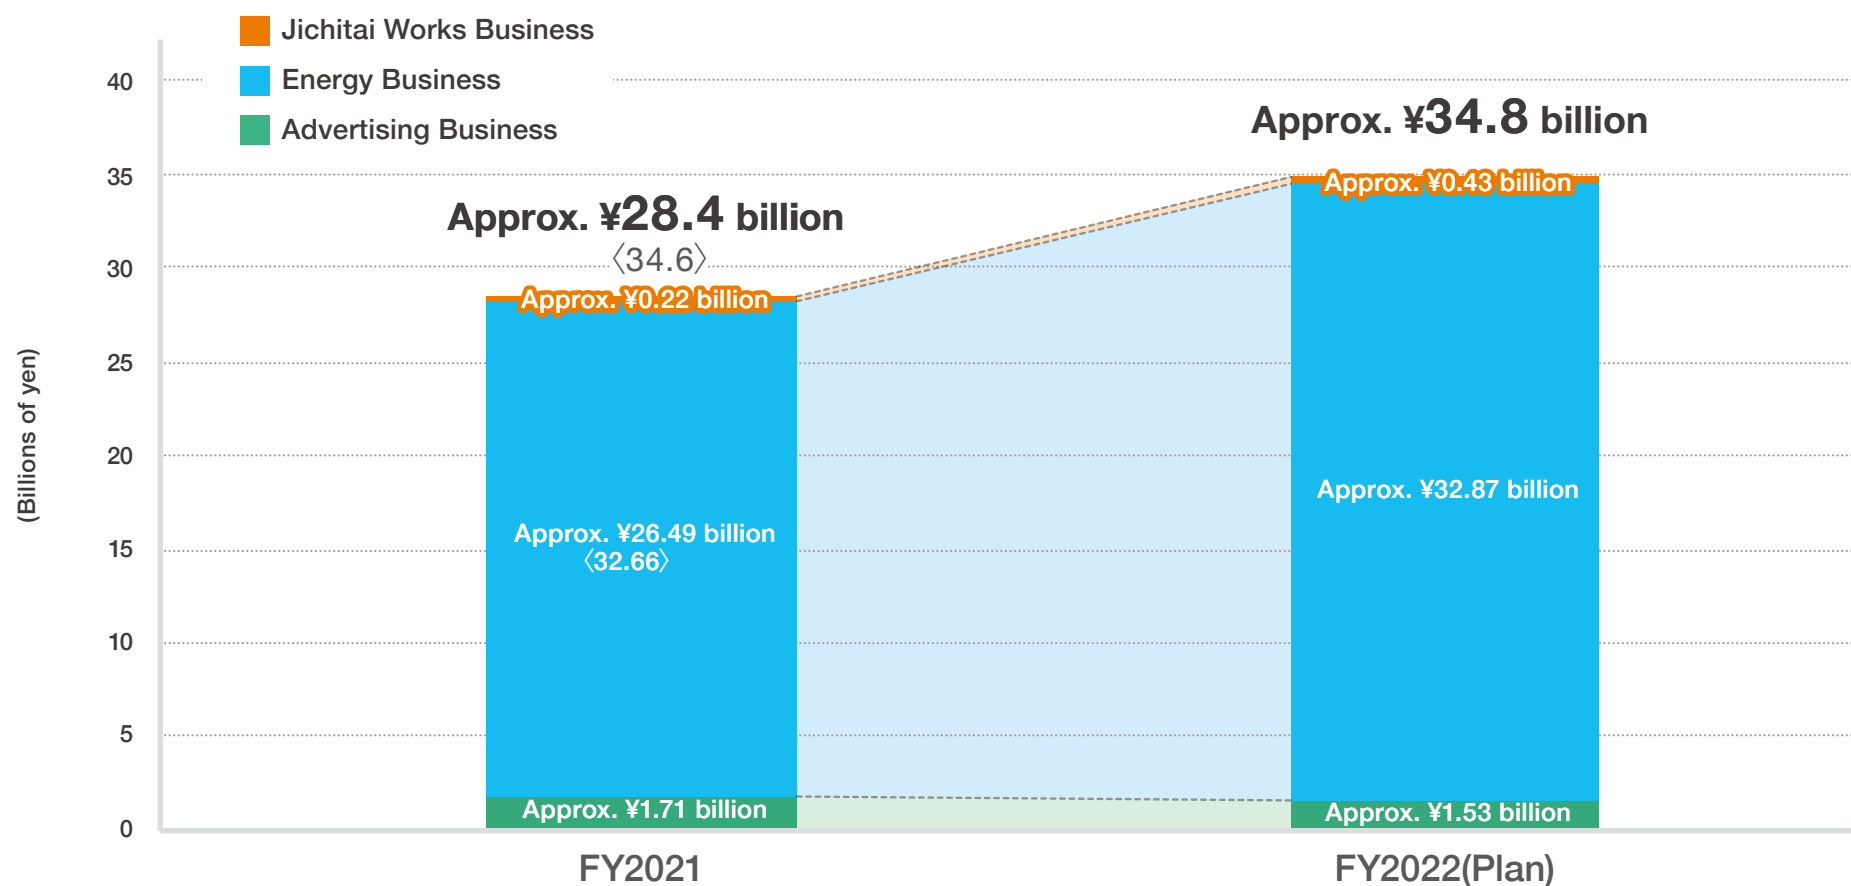 Jichitai Works Business
Energy Business
Advertising Business
(Billions of yen)
40
35
30
25
20
15
10
5
0
Approx. ¥28.4 billion
〈34.6〉
Approx. ¥0.22 billion
Approx. ¥26.49 billion
〈32.66〉
Approx. ¥1.71 billion
FY2021
Approx. ¥34.8 billion
Approx. ¥0.43 billion
Approx. ¥32.87 billion
Approx. ¥1.53 billion
FY2022(Plan)